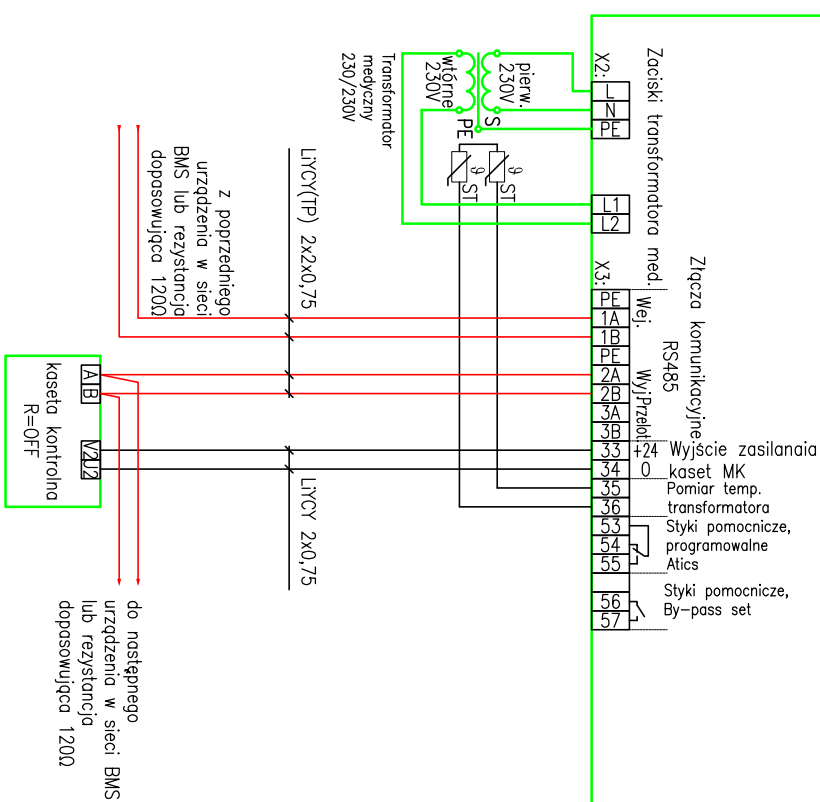 Zaciski transformatora med.
X2:
L
N
PE
L1
L2
pierw.
230V
wtórne
230V
S
PE
Transformator
medyczny
230/230V
ϑ
ST
ϑ
ST
Złącza komunikacyjne
RS485
X3:
PE
1A
1B
PE
2A
2B
3A
3B
33
34
35
36
53
54
55
56
57
Wej.
Wyj.
Przelot
+24
0
Wyjście zasilanaia
kaset MK
Pomiar temp.
transformatora
Styki pomocnicze,
programowalne
Atics
Styki pomocnicze,
By-pass set
LiYCY(TP) 2x2x0,75
LiYCY 2x0,75
z poprzedniego
urządzenia w sieci
BMS lub rezystancja
dopasowująca 120Ω
A
B
V2
U2
kaseta kontrolna
R=OFF
do następnego
urządzenia w sieci BMS
lub rezystancja
dopasowująca 120Ω